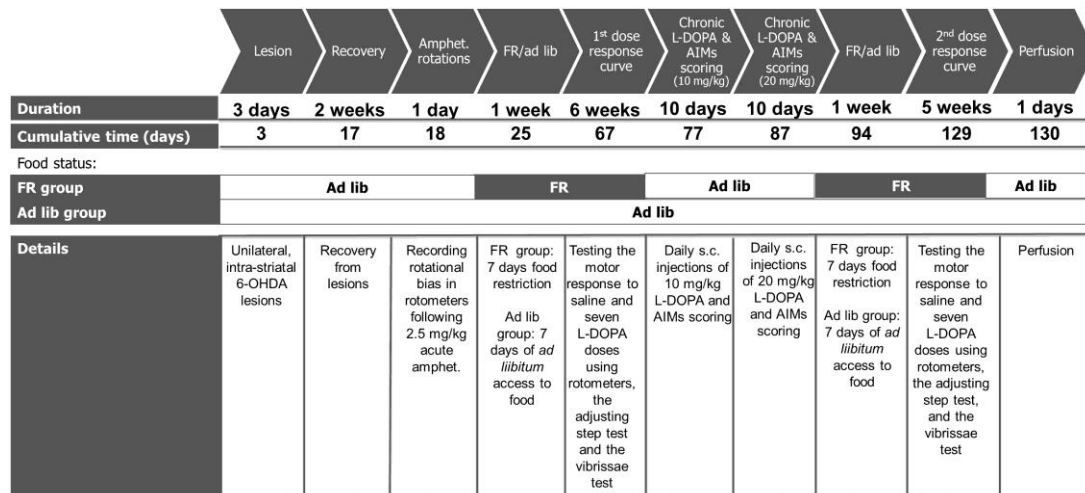 Lesion
Recovery
Amphet.
rotations
FR/ad lib
1st dose
response
curve
Chronic
L-DOPA &
AIMs
scoring
(10 mg/kg)
Chronic
L-DOPA &
AIMs
scoring
(20 mg/kg)
FR/ad lib
2nd dose
response
curve
Perfusion
Duration 3 days 2 weeks 1 day 1 week 6 weeks 10 days 10 days 1 week 5 weeks 1 days
Cumulative time (days) 3 17 18 25 67 77 87 94 129 130
Food status:
FR group Ad lib FR Ad lib FR Ad lib
Ad lib group Ad lib
Details
Unilateral,
intra-striatal
6-OHDA
lesions
Recovery
from
lesions
Recording
rotational
bias in
rotometers
following
2.5 mg/kg
acute
amphet.
FR group:
7 days food
restriction
Ad lib
group: 7
days of ad
liibitum
access to
food
Testing the
motor
response to
saline and
seven
L-DOPA
doses
using
rotometers,
the
adjusting
step test
and the
vibrissae
test
Daily s.c.
injections of
10 mg/kg
L-DOPA and
AIMs scoring
Daily s.c.
injections
of 20 mg/kg
L-DOPA
and AIMs
scoring
FR group:
7 days food
restriction
Ad lib group:
7 days of ad
liibitum
access to
food
Testing the
motor
response to
saline and
seven
L-DOPA
doses using
rotometers,
the adjusting
step test,
and the
vibrissae
test
Perfusion